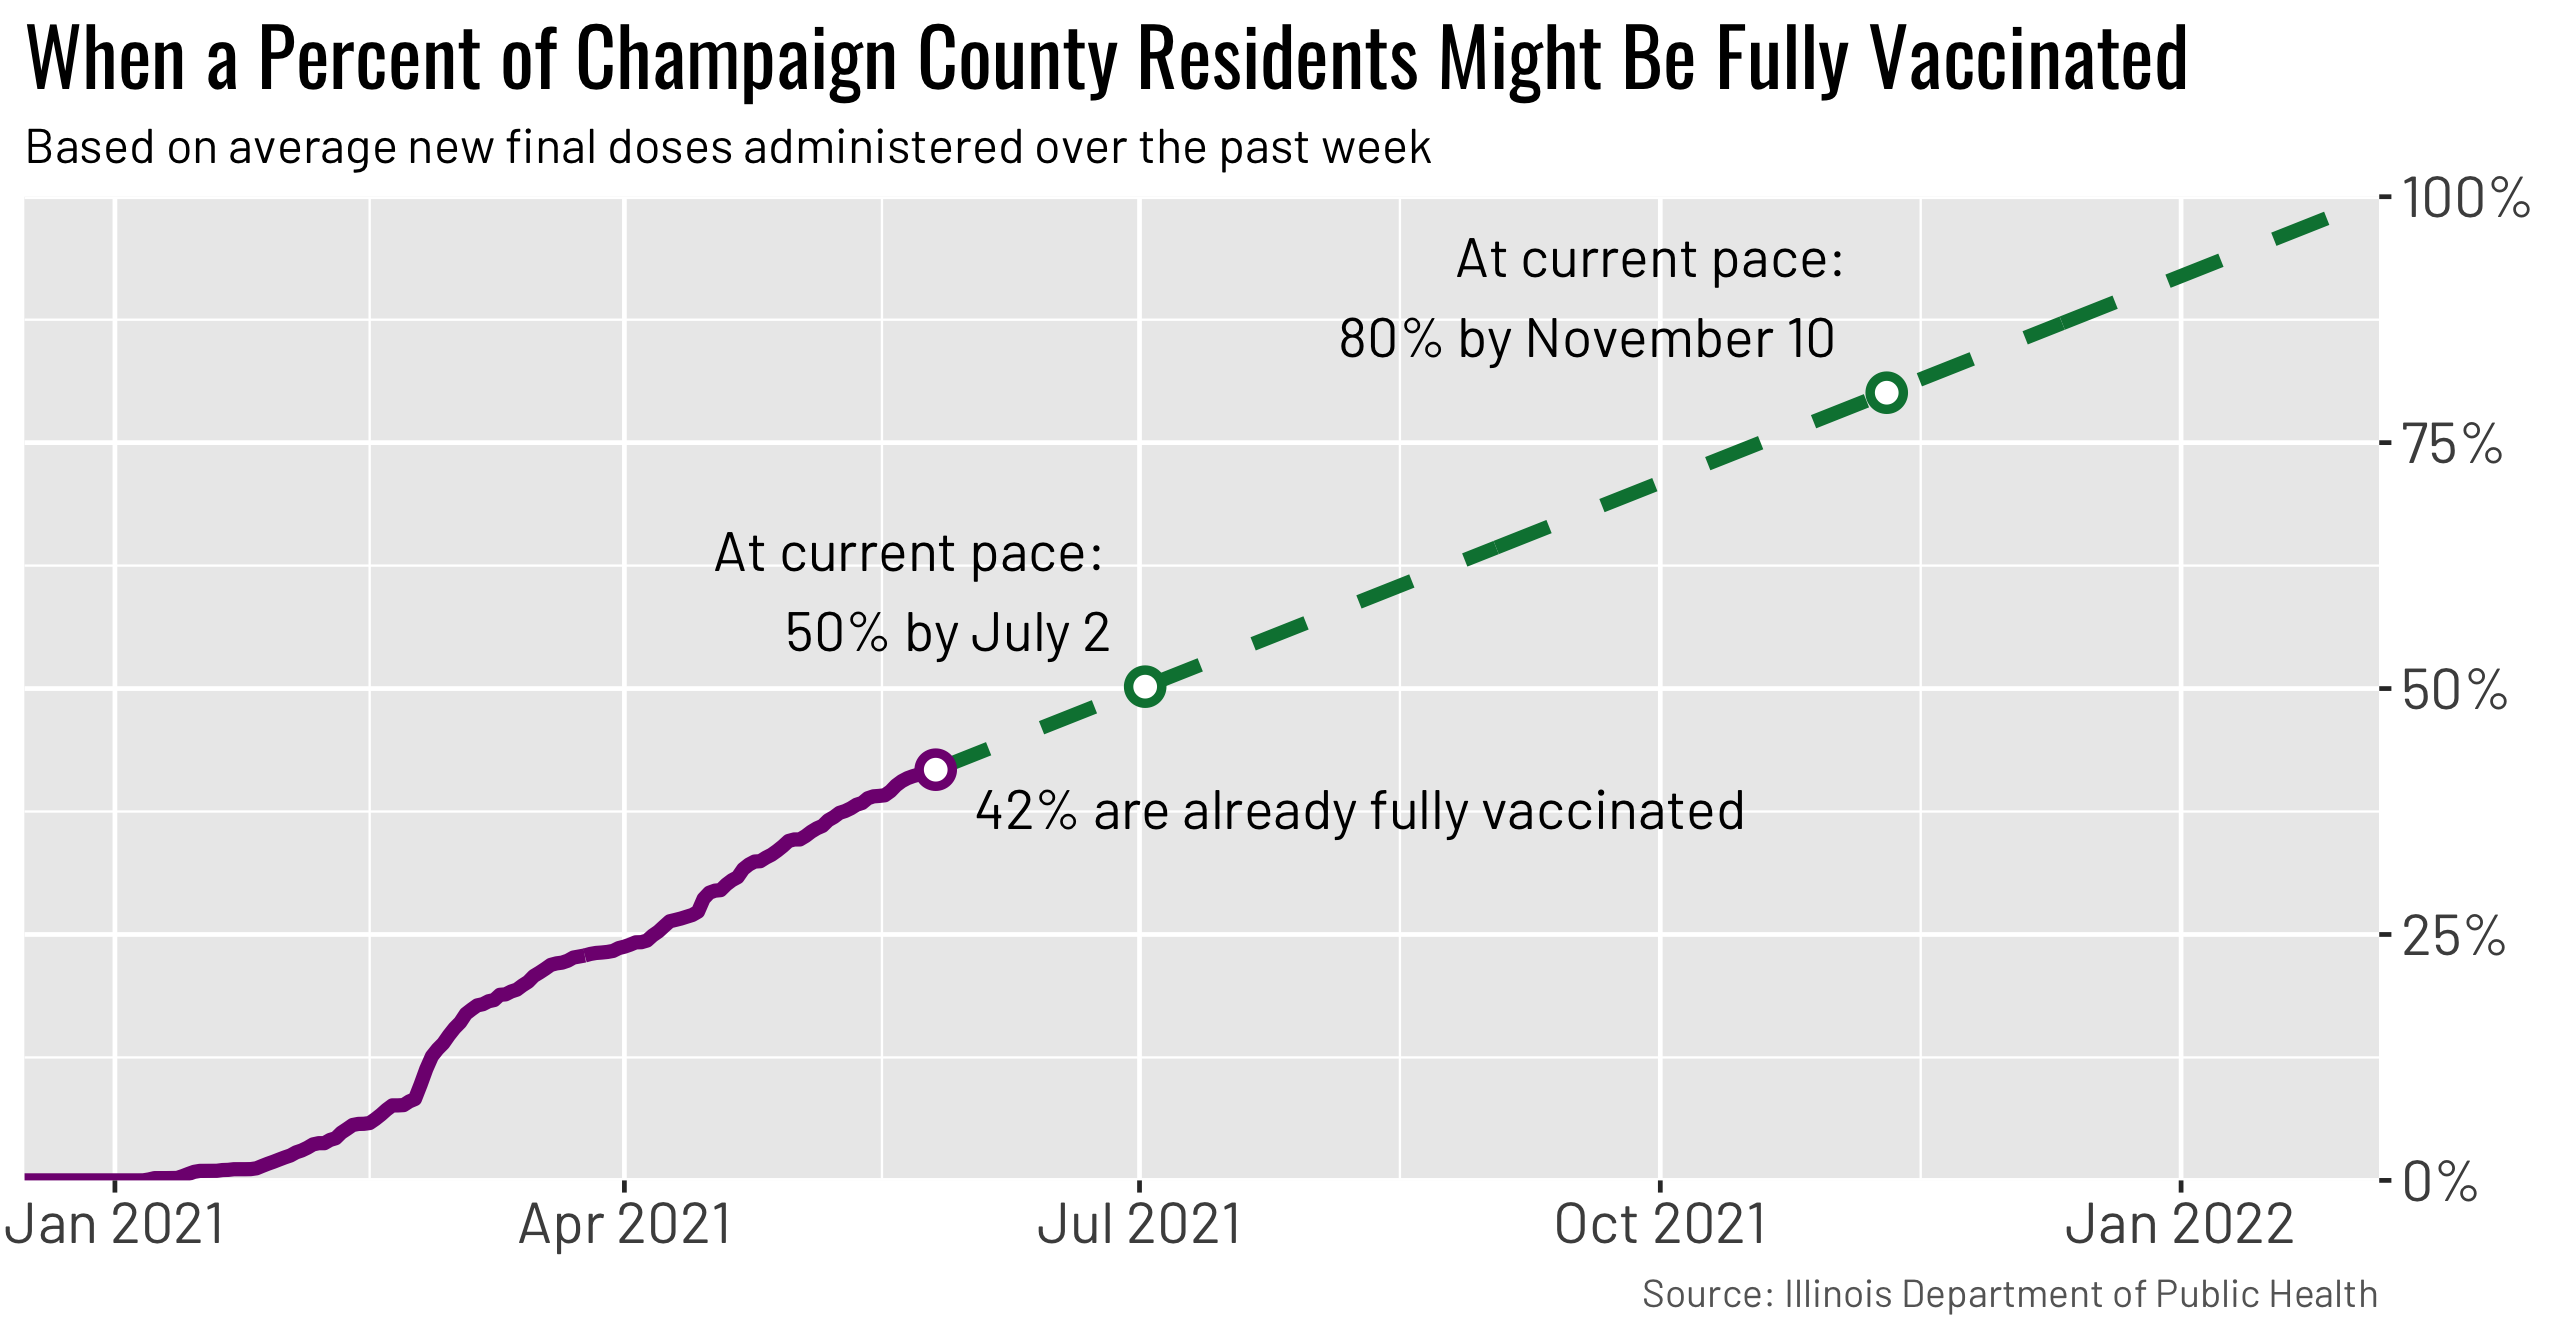 When a Percent of Champaign County Residents Might Be Fully Vaccinated
Based on average new final doses administered over the past week
100%
At current pace:
80% by November 10
75%
At current pace:
50% by July 2
50%
42% are already fully vaccinated
25%
0%
Jan 2021 Apr 2021 Jul 2021 Oct 2021 Jan 2022
Source: Illinois Department of Public Health